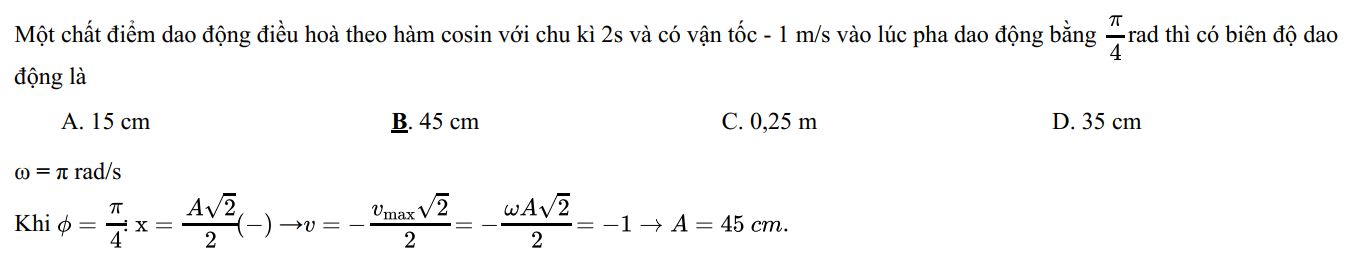 Một chất điểm dao động điều hoà theo hàm cosin với chu kì 2s và có vận tốc - 1 m/s vào lúc pha dao động bằng $\frac{\pi}{4}$ rad thì có biên độ dao
động là
A. 15 cm B. 45 cm C. 0,25 m D. 35 cm
ω = π rad/s
Khi $\phi = \frac{\pi}{4}$: x = $\frac{A\sqrt{2}}{2}(-) \rightarrow v = -\frac{v_{\max}\sqrt{2}}{2} = -\frac{\omega A\sqrt{2}}{2} = -1 \rightarrow A = 45\ cm.$